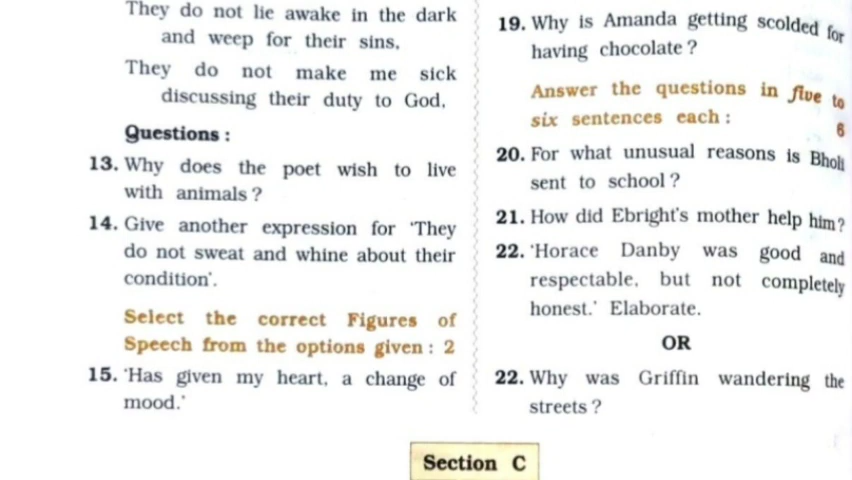 They do not lie awake in the dark
and weep for their sins,
They do not make me sick
discussing their duty to God,
Questions :
13. Why does the poet wish to live
with animals ?
14. Give another expression for 'They
do not sweat and whine about their
condition'.
Select the correct Figures of
Speech from the options given : 2
15. 'Has given my heart, a change of
mood.'
19. Why is Amanda getting scolded for
having chocolate ?
Answer the questions in five to
six sentences each : 6
20. For what unusual reasons is Bholi
sent to school ?
21. How did Ebright's mother help him ?
22. 'Horace Danby was good and
respectable, but not completely
honest.' Elaborate.
OR
22. Why was Griffin wandering the
streets ?
Section C